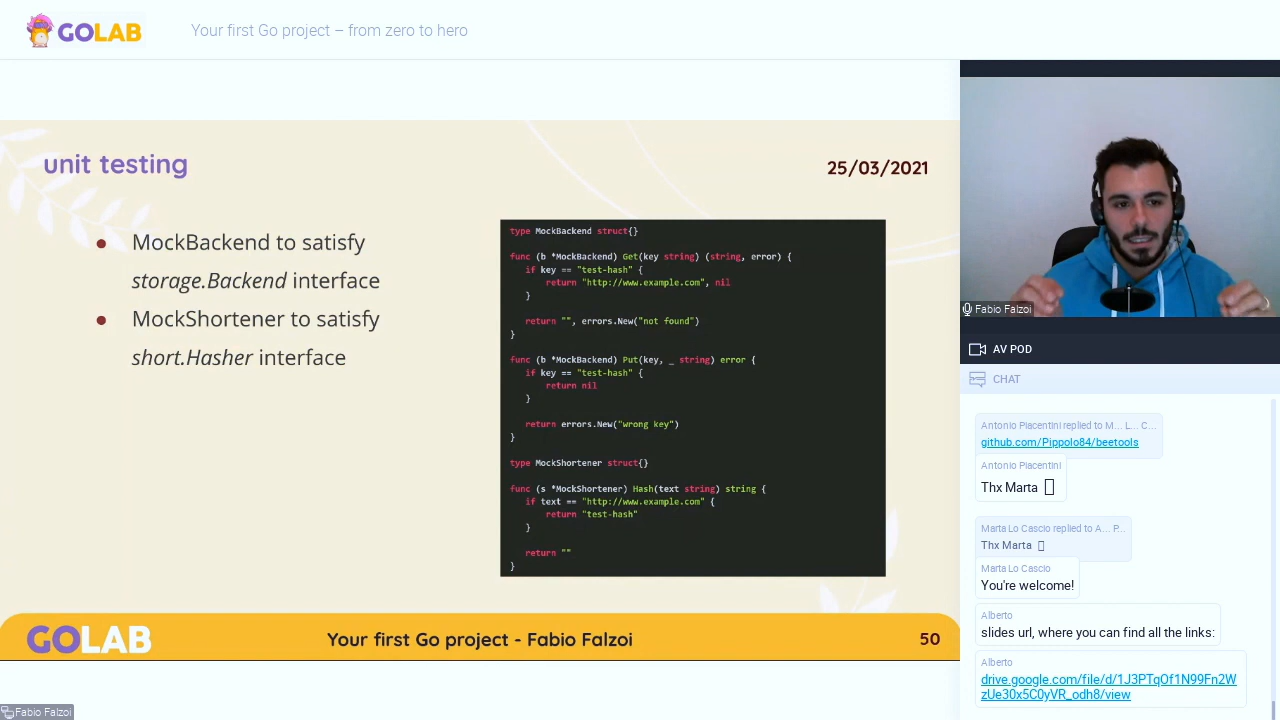 GOLAB
Your first Go project – from zero to hero
unit testing
25/03/2021
MockBackend to satisfy
storage.Backend interface
MockShortener to satisfy
short.Hasher interface
type MockBackend struct{}
func (b *MockBackend) Get(key string) (string, error) {
if key == "test-hash" {
return "http://www.example.com", nil
}
return "", errors.New("not found")
}
func (b *MockBackend) Put(key, _ string) error {
if key == "test-hash" {
return nil
}
return errors.New("wrong key")
}
type MockShortener struct{}
func (s *MockShortener) Hash(text string) string {
if text == "http://www.example.com" {
return "test-hash"
}
return ""
}
GOLAB
Your first Go project - Fabio Falzoi
50
Fabio Falzoi
Fabio Falzoi
AV POD
CHAT
Antonio Piacentini replied to M... L... C...
github.com/Pippolo84/beetools
Antonio Piacentini
Thx Marta
Marta Lo Cascio replied to A... P...
Thx Marta
Marta Lo Cascio
You're welcome!
Alberto
slides url, where you can find all the links:
Alberto
drive.google.com/file/d/1J3PTqOf1N99Fn2W
zUe30x5C0yVR_odh8/view